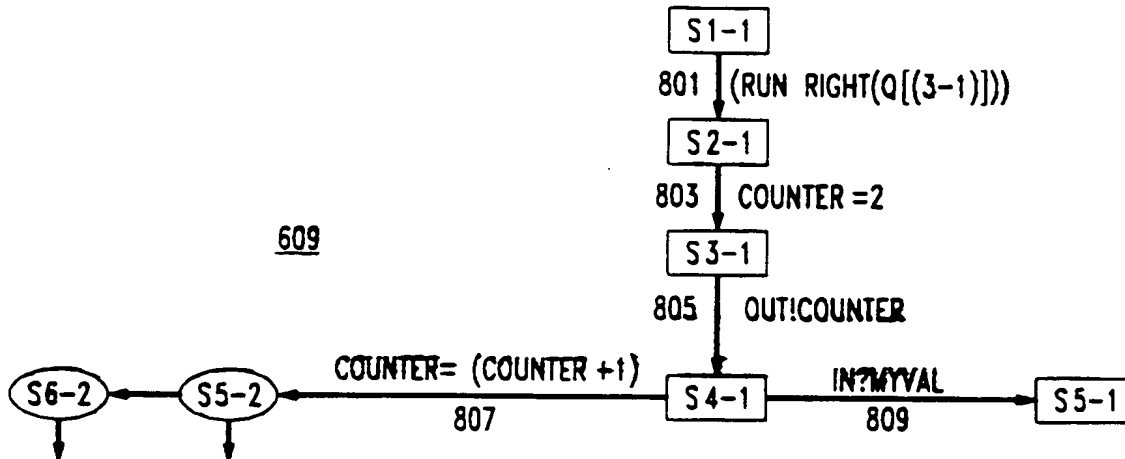 S1-1
801 (RUN RIGHT(Q[(3-1)]))
S2-1
803 COUNTER =2
609
S3-1
805 OUT!COUNTER
COUNTER= (COUNTER +1)
IN?MYVAL
S6-2
S5-2
S4-1
S5-1
807
809